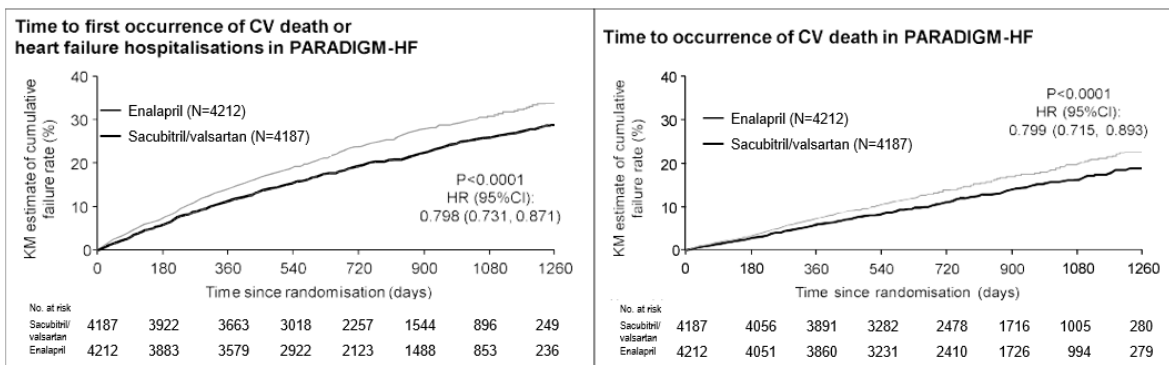 Time to first occurrence of CV death or
heart failure hospitalisations in PARADIGM-HF
KM estimate of cumulative
failure rate (%)
40
30
20
10
0
Enalapril (N=4212)
Sacubitril/valsartan (N=4187)
P<0.0001
HR (95%CI):
0.798 (0.731, 0.871)
0 180 360 540 720 900 1080 1260
Time since randomisation (days)
No. at risk
Sacubitril/
valsartan 4187 3922 3663 3018 2257 1544 896 249
Enalapril 4212 3883 3579 2922 2123 1488 853 236
Time to occurrence of CV death in PARADIGM-HF
KM estimate of cumulative
failure rate (%)
40
30
20
10
0
Enalapril (N=4212)
Sacubitril/valsartan (N=4187)
P<0.0001
HR (95%CI):
0.799 (0.715, 0.893)
0 180 360 540 720 900 1080 1260
Time since randomisation (days)
No. at risk
Sacubitril/
valsartan 4187 4056 3891 3282 2478 1716 1005 280
Enalapril 4212 4051 3860 3231 2410 1726 994 279